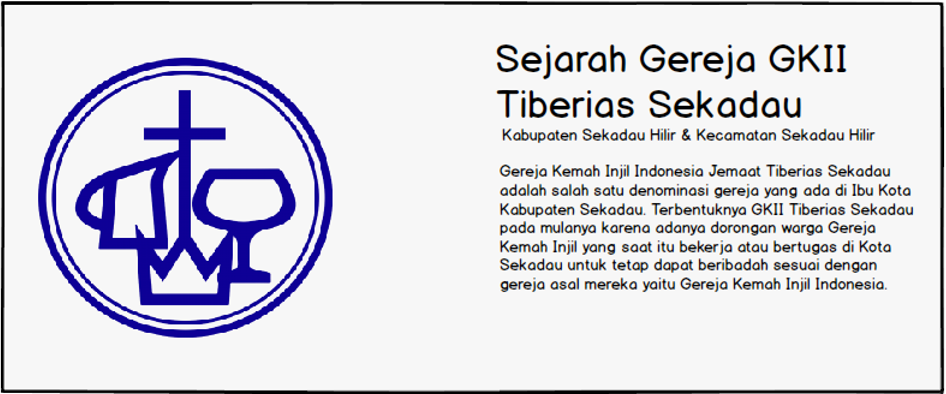 Sejarah Gereja GKII
Tiberias Sekadau
Kabupaten Sekadau Hilir & Kecamatan Sekadau Hilir
Gereja Kemah Injil Indonesia Jemaat Tiberias Sekadau
adalah salah satu denominasi gereja yang ada di Ibu Kota
Kabupaten Sekadau. Terbentuknya GKII Tiberias Sekadau
pada mulanya karena adanya dorongan warga Gereja
Kemah Injil yang saat itu bekerja atau bertugas di Kota
Sekadau untuk tetap dapat beribadah sesuai dengan
gereja asal mereka yaitu Gereja Kemah Injil Indonesia.